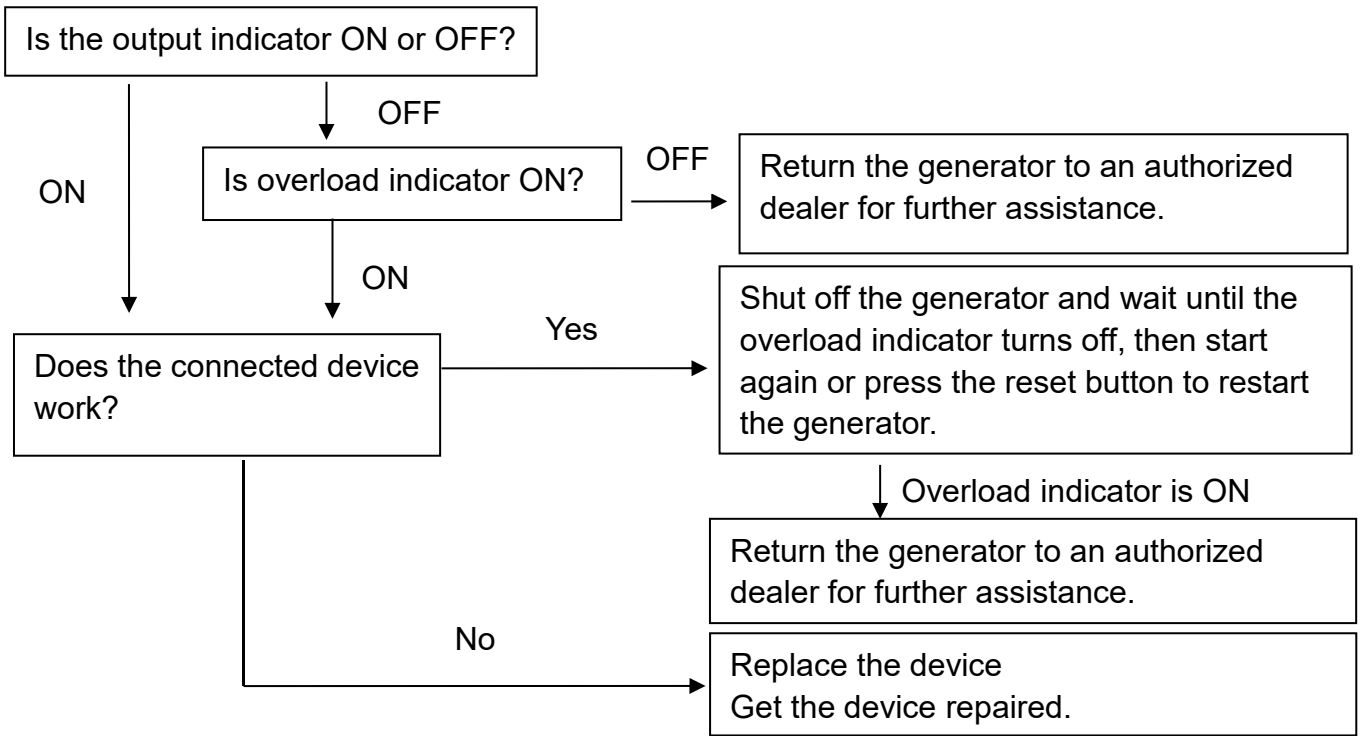 Is the output indicator ON or OFF?
OFF
ON
Is overload indicator ON?
OFF
Return the generator to an authorized
dealer for further assistance.
ON
Does the connected device
work?
Yes
Shut off the generator and wait until the
overload indicator turns off, then start
again or press the reset button to restart
the generator.
Overload indicator is ON
Return the generator to an authorized
dealer for further assistance.
No
Replace the device
Get the device repaired.